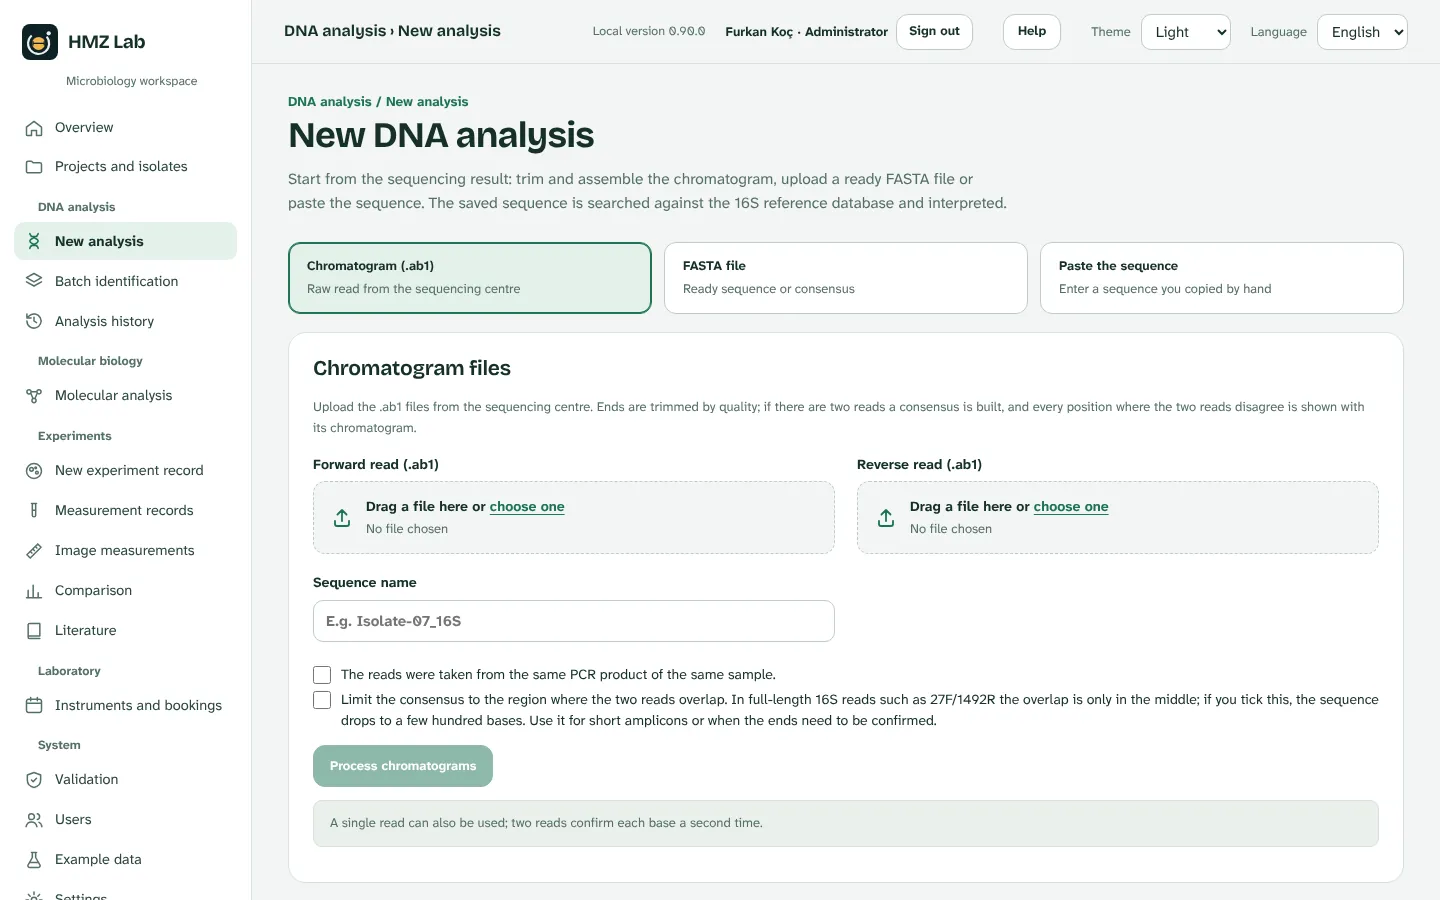 HMZ Lab
Microbiology workspace
Overview
Projects and isolates
DNA analysis
New analysis
Batch identification
Analysis history
Molecular biology
Molecular analysis
Experiments
New experiment record
Measurement records
Image measurements
Comparison
Literature
Laboratory
Instruments and bookings
System
Validation
Users
Example data
Settings
DNA analysis › New analysis
Local version 0.90.0
Furkan Koç · Administrator
Sign out
Help
Theme
Light
Language
English
DNA analysis / New analysis
New DNA analysis
Start from the sequencing result: trim and assemble the chromatogram, upload a ready FASTA file or
paste the sequence. The saved sequence is searched against the 16S reference database and interpreted.
Chromatogram (.ab1)
Raw read from the sequencing centre
FASTA file
Ready sequence or consensus
Paste the sequence
Enter a sequence you copied by hand
Chromatogram files
Upload the .ab1 files from the sequencing centre. Ends are trimmed by quality; if there are two reads a consensus is built, and every position where the two reads disagree is shown with
its chromatogram.
Forward read (.ab1)
Drag a file here or choose one
No file chosen
Reverse read (.ab1)
Drag a file here or choose one
No file chosen
Sequence name
E.g. Isolate-07_16S
The reads were taken from the same PCR product of the same sample.
Limit the consensus to the region where the two reads overlap. In full-length 16S reads such as 27F/1492R the overlap is only in the middle; if you tick this, the sequence
drops to a few hundred bases. Use it for short amplicons or when the ends need to be confirmed.
Process chromatograms
A single read can also be used; two reads confirm each base a second time.